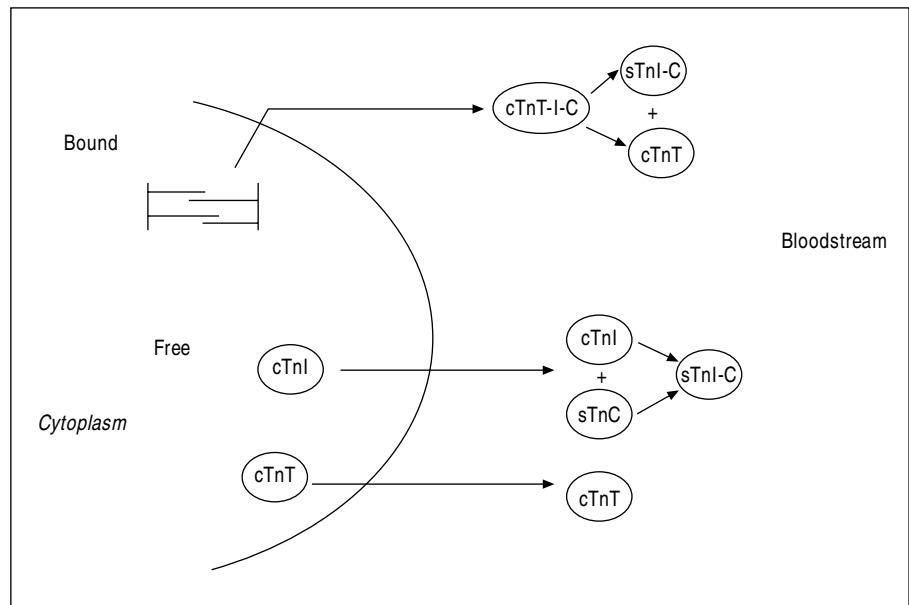 sTnI-C
cTnT-I-C
+
cTnT
Bound
Bloodstream
Free
cTnI
cTnI
+
sTnI-C
sTnC
Cytoplasm
cTnT
cTnT